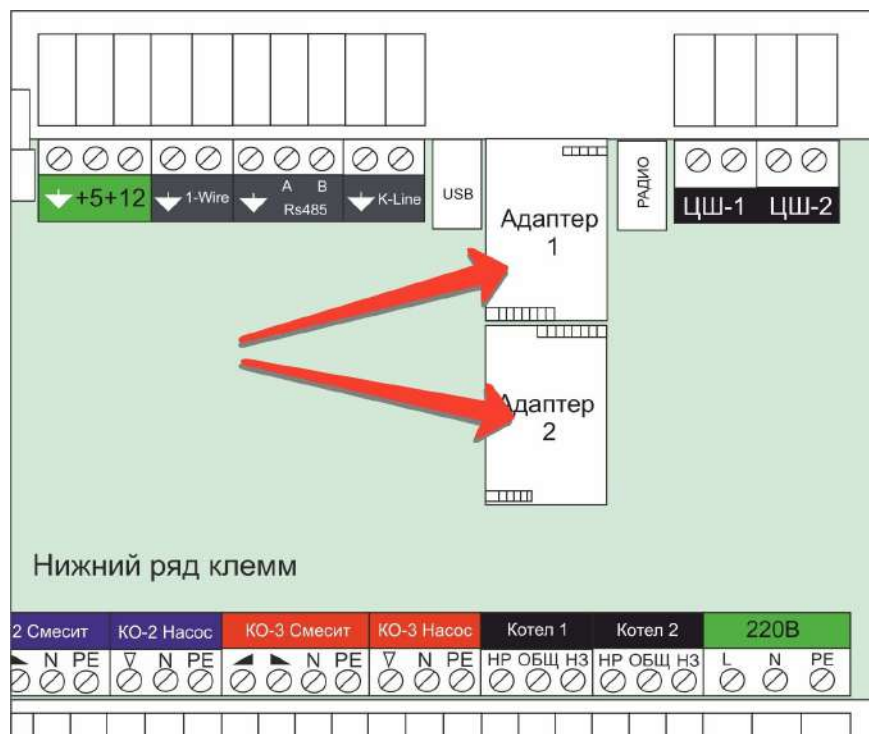 +5+12
1-Wire
A B
Rs485
K-Line
USB
Адаптер
1
РАДИО
ЦШ-1 ЦШ-2
Адаптер
2
Нижний ряд клемм
2 Смесит КО-2 Насос КО-3 Смесит КО-3 Насос Котел 1 Котел 2 220В
N PE N PE N PE N PE НР ОБЩ НЗ НР ОБЩ НЗ L N PE